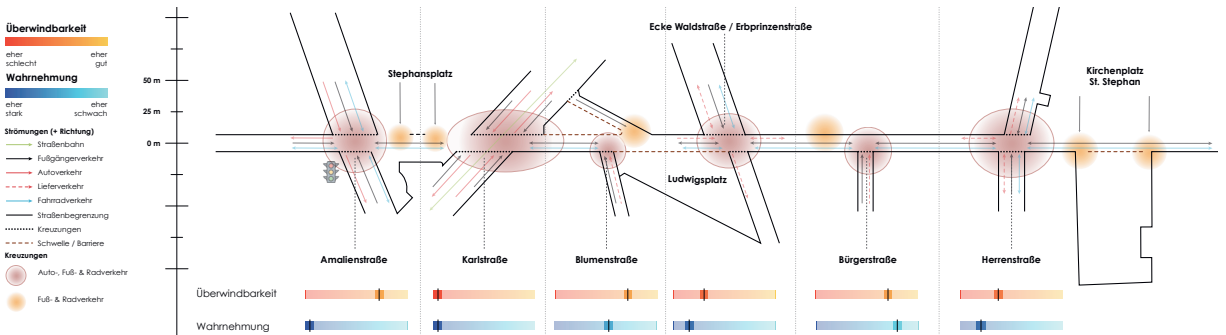 Überwindbarkeit
eher schlecht
eher gut
Wahrnehmung
eher stark
eher schwach
Strömungen (+ Richtung)
Straßenbahn
Fußgängerverkehr
Autoverkehr
Lieferverkehr
Fahrradverkehr
Straßenbegrenzung
Kreuzungen
Schwelle / Barriere
Kreuzungen
Auto-, Fuß- & Radverkehr
Fuß- & Radverkehr
50 m
25 m
0 m
Stephansplatz
Ecke Waldstraße / Erbprinzenstraße
Kirchenplatz
St. Stephan
Ludwigsplatz
Amalienstraße
Karlstraße
Blumenstraße
Bürgerstraße
Herrenstraße
Überwindbarkeit
Wahrnehmung